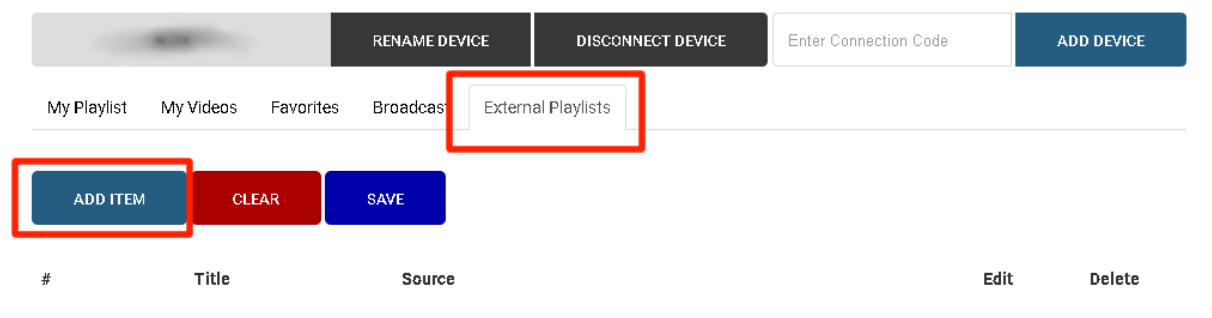 RENAME DEVICE DISCONNECT DEVICE Enter Connection Code ADD DEVICE
My Playlist My Videos Favorites Broadcast External Playlists
ADD ITEM CLEAR SAVE
# Title Source Edit Delete